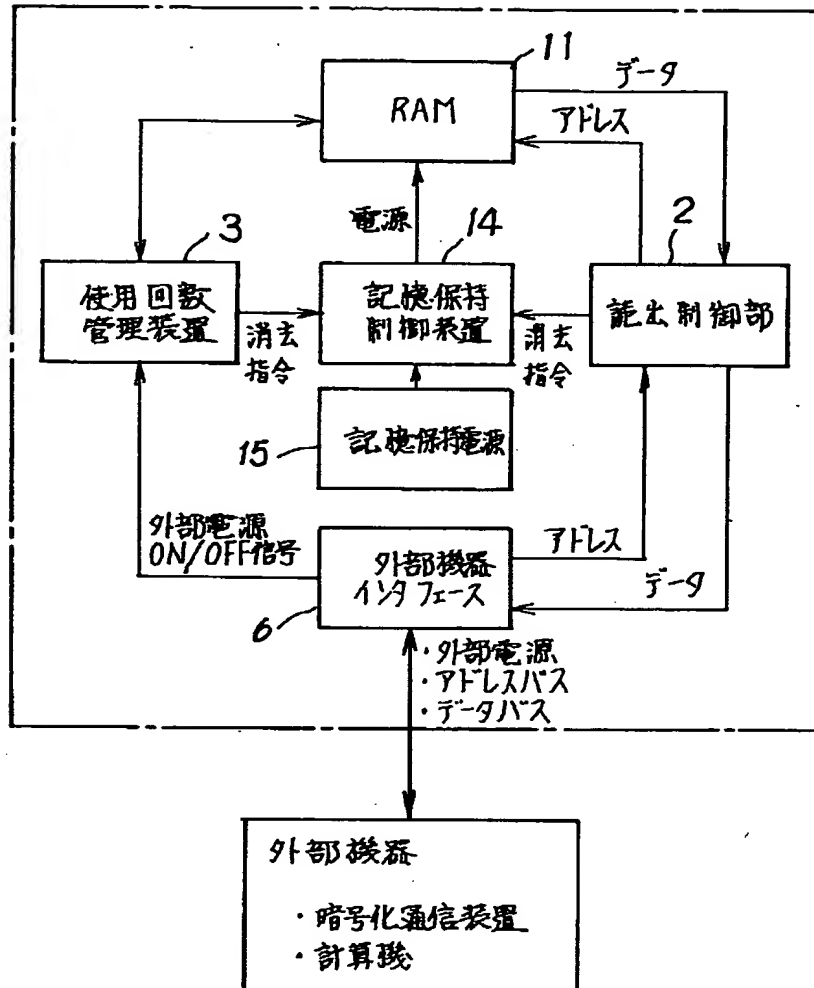 11
RAM
データ
アドレス
電源
3
14
2
使用回数
管理装置
消去
指令
記憶保持
制御装置
消去
指令
読出制御部
15
記憶保持電源
外部電源
ON/OFF信号
6
外部機器
インタフェース
アドレス
データ
・外部電源
・アドレスバス
・データバス
外部機器
・暗号化通信装置
・計算機